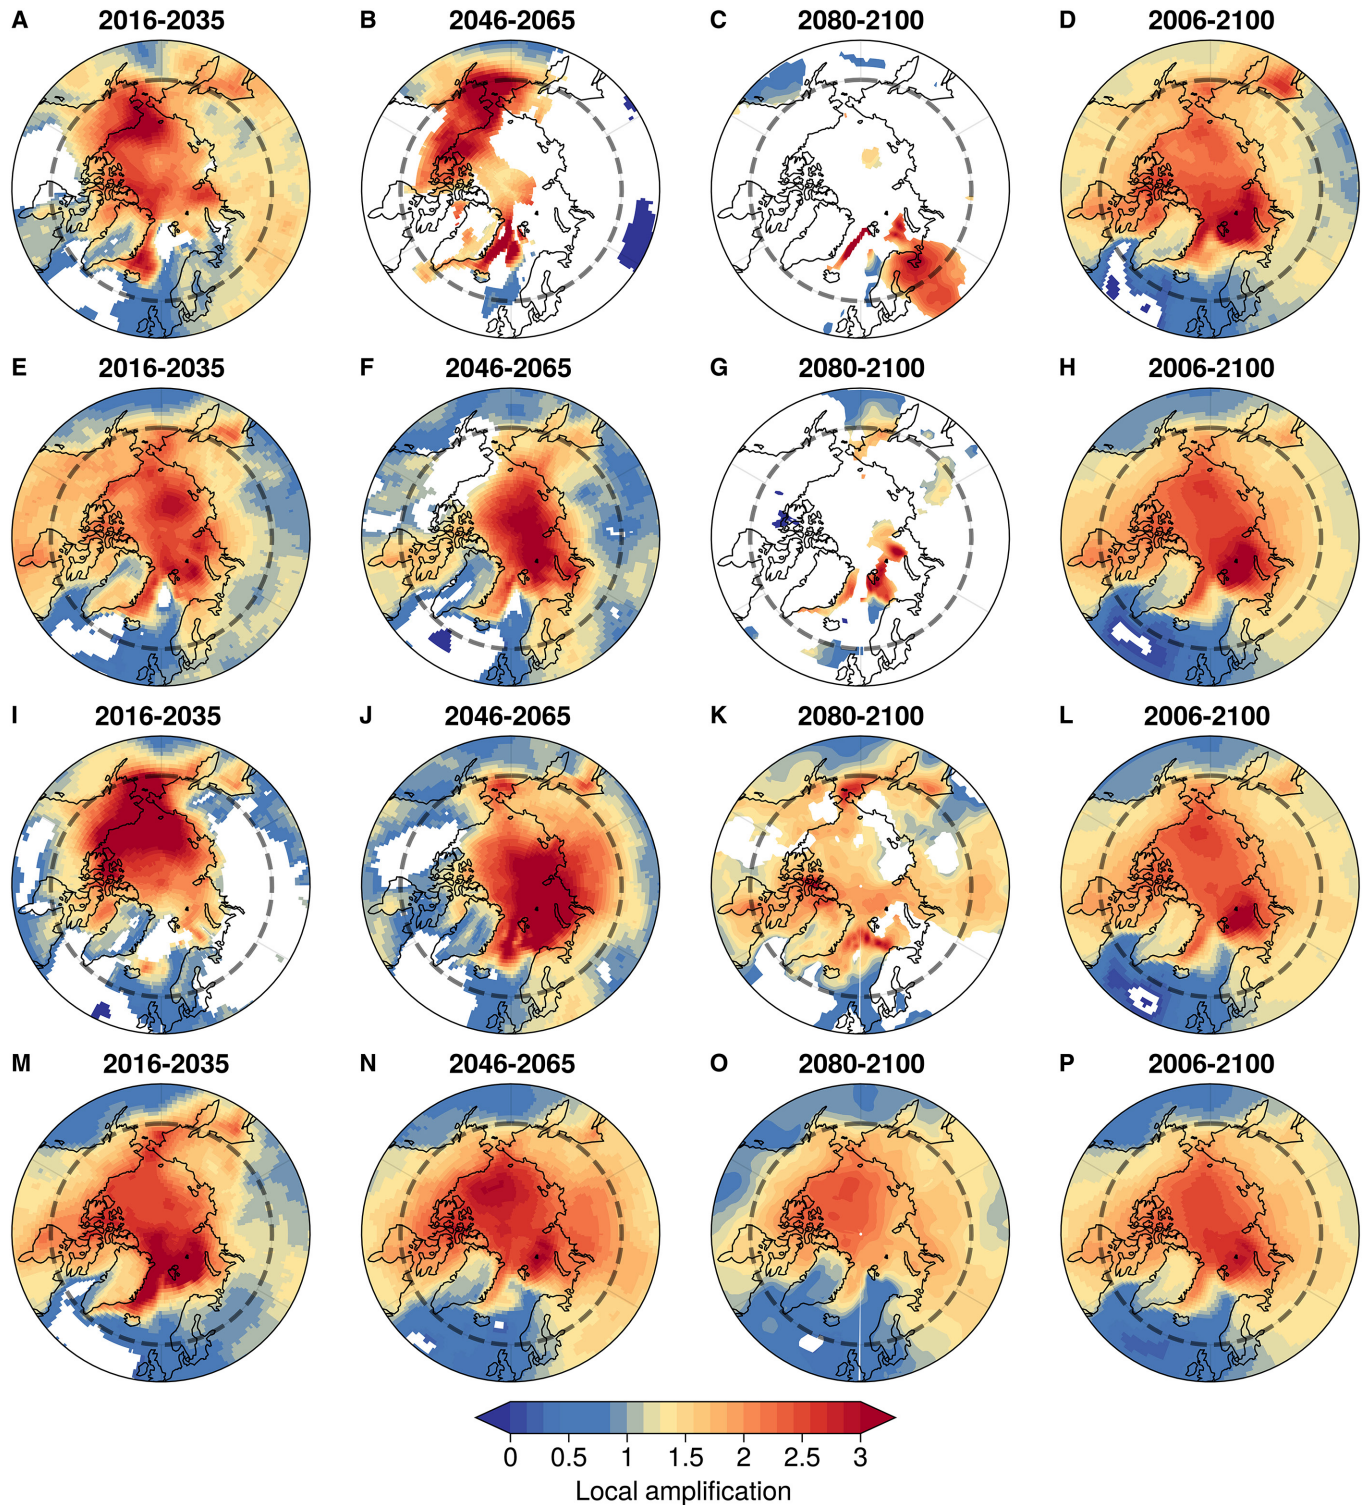 A 2016-2035 B 2046-2065 C 2080-2100 D 2006-2100
E 2016-2035 F 2046-2065 G 2080-2100 H 2006-2100
I 2016-2035 J 2046-2065 K 2080-2100 L 2006-2100
M 2016-2035 N 2046-2065 O 2080-2100 P 2006-2100
0 0.5 1 1.5 2 2.5 3
Local amplification